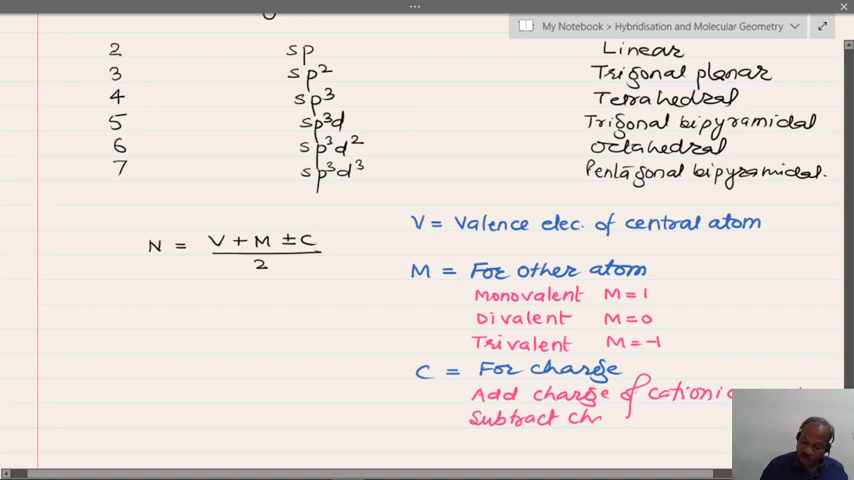 My Notebook > Hybridisation and Molecular Geometry
2 sp Linear
3 sp² Trigonal planar
4 sp³ Tetrahedral
5 sp³d Trigonal bipyramidal
6 sp³d² Octahedral
7 sp³d³ Pentagonal bipyramidal.
N = V + M ± C / 2
V = Valence elec. of central atom
M = For other atom
Monovalent M = 1
Divalent M = 0
Trivalent M = -1
C = For charge
Add charge of cationic
Subtract ch